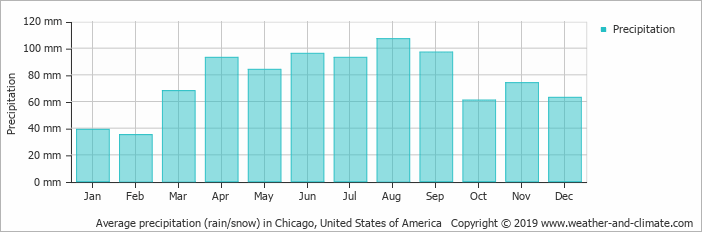 120 mm
100 mm
80 mm
60 mm
40 mm
20 mm
0 mm
Precipitation
Jan Feb Mar Apr May Jun Jul Aug Sep Oct Nov Dec
Precipitation
Average precipitation (rain/snow) in Chicago, United States of America Copyright © 2019 www.weather-and-climate.com